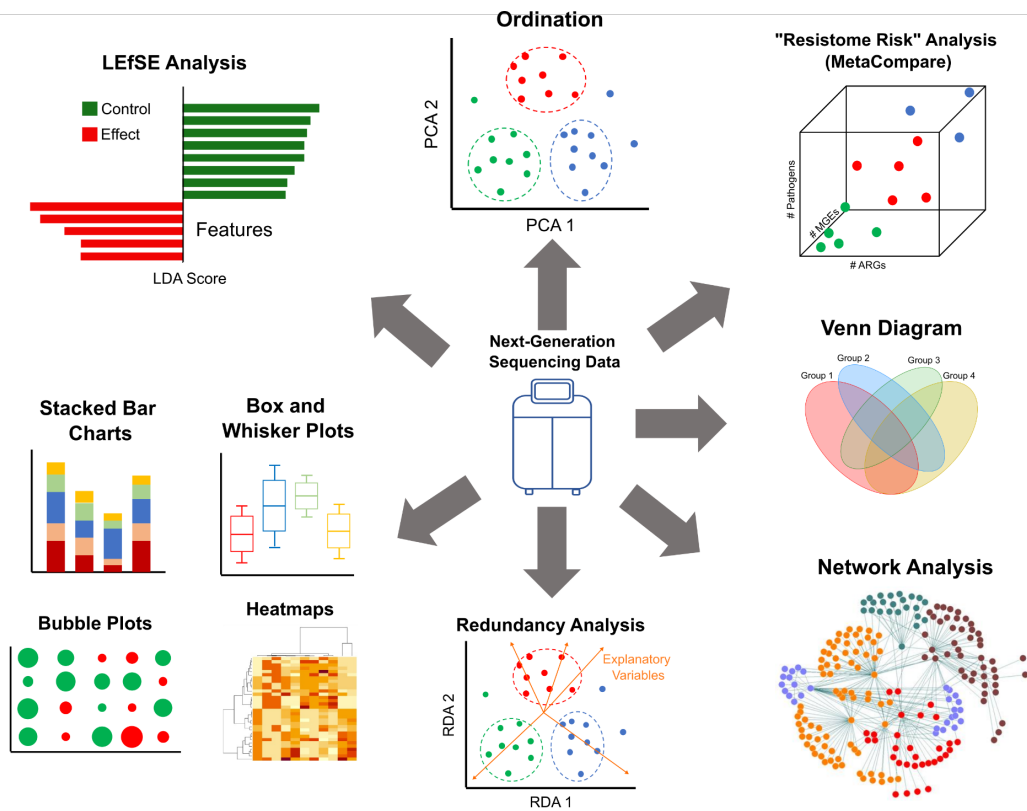 Ordination
PCA 2
PCA 1
LEfSE Analysis
Control
Effect
Features
LDA Score
"Resistome Risk" Analysis
(MetaCompare)
# Pathogens
# MGEs
# ARGs
Next-Generation
Sequencing Data
Venn Diagram
Group 1
Group 2
Group 3
Group 4
Stacked Bar
Charts
Box and
Whisker Plots
Bubble Plots
Heatmaps
Redundancy Analysis
Explanatory
Variables
RDA 2
RDA 1
Network Analysis